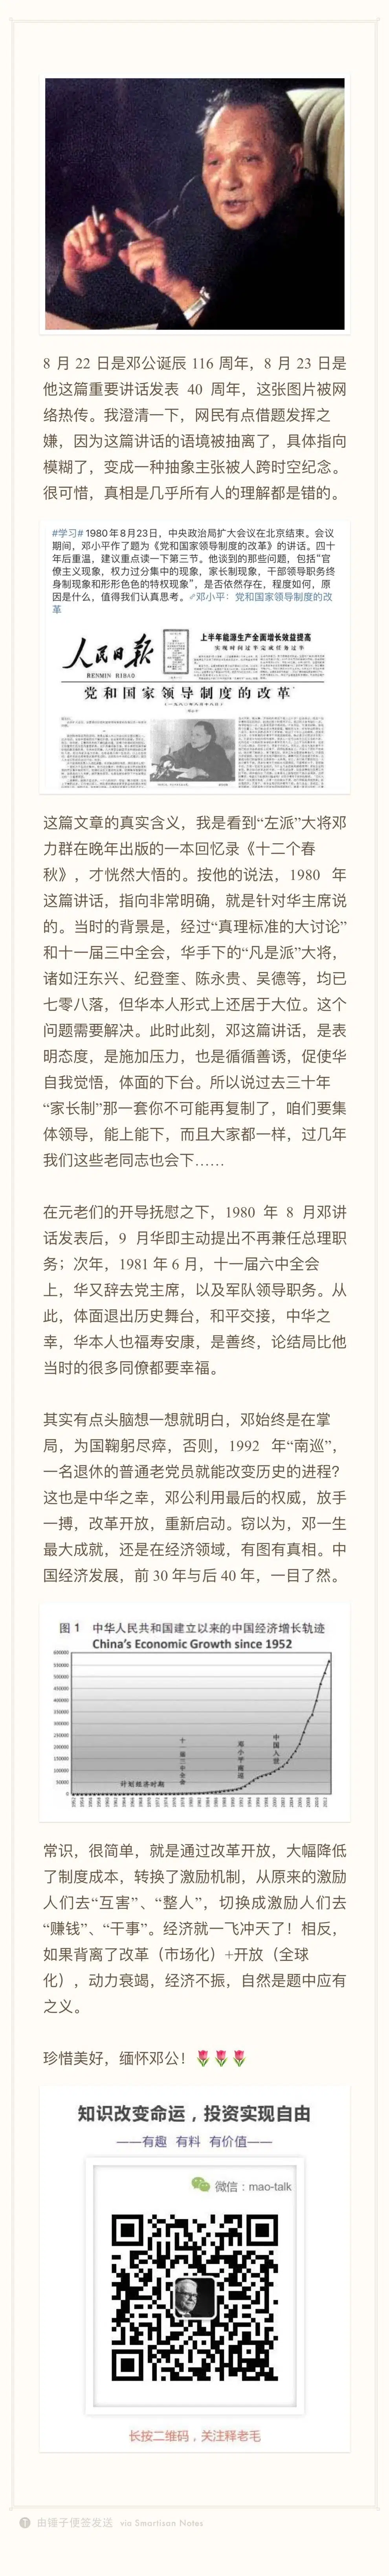 8 月 22 日是邓公诞辰 116 周年，8 月 23 日是
他这篇重要讲话发表 40 周年，这张图片被网
络热传。我澄清一下，网民有点借题发挥之
嫌，因为这篇讲话的语境被抽离了，具体指向
模糊了，变成一种抽象主张被人跨时空纪念。
很可惜，真相是几乎所有人的理解都是错的。
#学习# 1980年8月23日，中央政治局扩大会议在北京结束。会议
期间，邓小平作了题为《党和国家领导制度的改革》的讲话。四十
年后重温，建议重点读一下第三节。他谈到的那些问题，包括“官
僚主义现象、权力过分集中的现象、家长制现象，干部领导职务终
身制现象和形形色色的特权现象”，是否依然存在，程度如何，原
因是什么，值得我们认真思考。邓小平：党和国家领导制度的改
革
人民日报
RENMIN RIBAO
上半年能源生产全面增长效益提高
实现时间过半完成任务过半
党和国家领导制度的改革
这篇文章的真实含义，我是看到“左派”大将邓
力群在晚年出版的一本回忆录《十二个春
秋》，才恍然大悟的。按他的说法，1980 年
这篇讲话，指向非常明确，就是针对华主席说
的。当时的背景是，经过“真理标准的大讨论”
和十一届三中全会，华手下的“凡是派”大将，
诸如汪东兴、纪登奎、陈永贵、吴德等，均已
七零八落，但华本人形式上还居于大位。这个
问题需要解决。此时此刻，邓这篇讲话，是表
明态度，是施加压力，也是循循善诱，促使华
自我觉悟，体面的下台。所以说过去三十年
“家长制”那一套你不可能再复制了，咱们要集
体领导，能上能下，而且大家都一样，过几年
我们这些老同志也会下……
在元老们的开导抚慰之下，1980 年 8 月邓讲
话发表后，9 月华即主动提出不再兼任总理职
务；次年，1981 年 6 月，十一届六中全会
上，华又辞去党主席，以及军队领导职务。从
此，体面退出历史舞台，和平交接，中华之
幸，华本人也福寿安康，是善终，论结局比他
当时的很多同僚都要幸福。
其实有点头脑想一想就明白，邓始终是在掌
局，为国鞠躬尽瘁，否则，1992 年“南巡”，
一名退休的普通老党员就能改变历史的进程？
这也是中华之幸，邓公利用最后的权威，放手
一搏，改革开放，重新启动。窃以为，邓一生
最大成就，还是在经济领域，有图有真相。中
国经济发展，前 30 年与后 40 年，一目了然。
图 1 中华人民共和国建立以来的中国经济增长轨迹
China’s Economic Growth since 1952
600000
550000
500000
450000
400000
350000
300000
250000
200000
150000
100000
50000
0
计划经济时期
十一届三中全会
邓小平南巡
中国入世
常识，很简单，就是通过改革开放，大幅降低
了制度成本，转换了激励机制，从原来的激励
人们去“互害”、“整人”，切换成激励人们去
“赚钱”、“干事”。经济就一飞冲天了！相反，
如果背离了改革（市场化）+开放（全球
化），动力衰竭，经济不振，自然是题中应有
之义。
珍惜美好，缅怀邓公！🌷🌷🌷
知识改变命运，投资实现自由
——有趣 有料 有价值——
微信：mao-talk
长按二维码，关注释老毛
由锤子便签发送 via Smartisan Notes